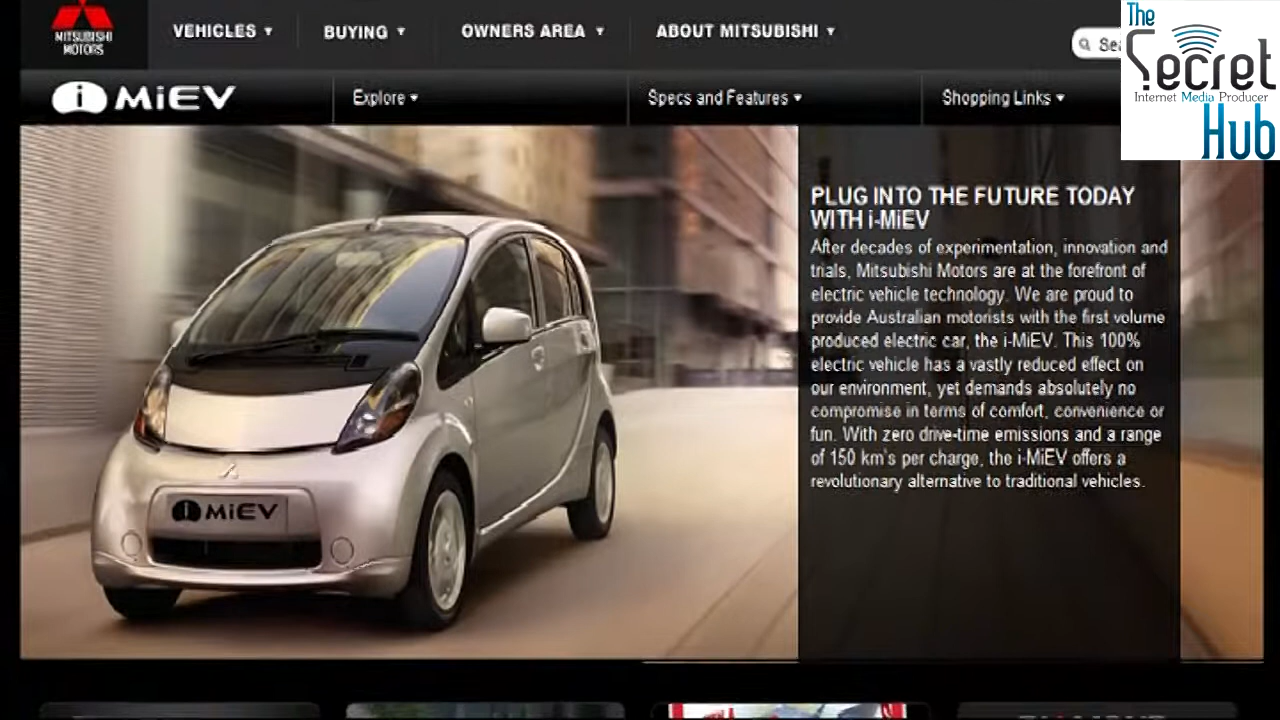 MITSUBISHI
MOTORS
VEHICLES
BUYING
OWNERS AREA
ABOUT MITSUBISHI
The
Secret
Internet Media Producer
Hub
i MiEV
Explore
Specs and Features
Shopping Links
PLUG INTO THE FUTURE TODAY
WITH i-MiEV
After decades of experimentation, innovation and
trials, Mitsubishi Motors are at the forefront of
electric vehicle technology. We are proud to
provide Australian motorists with the first volume
produced electric car, the i-MiEV. This 100%
electric vehicle has a vastly reduced effect on
our environment, yet demands absolutely no
compromise in terms of comfort, convenience or
fun. With zero drive-time emissions and a range
of 150 km's per charge, the i-MiEV offers a
revolutionary alternative to traditional vehicles.
i MiEV